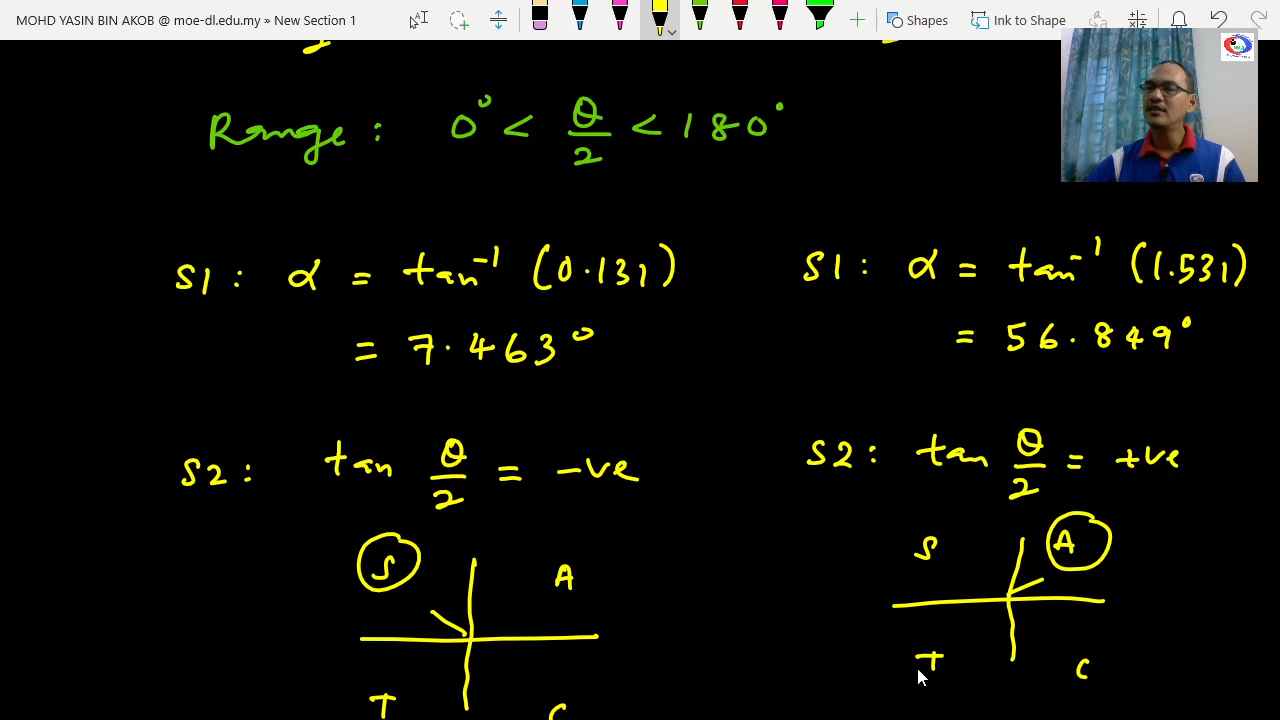 MOHD YASIN BIN AKOB @ moe-dl.edu.my » New Section 1
Shapes
Ink to Shape
Range : 0° < θ/2 < 180°
S1 : α = tan⁻¹ (0.131)
= 7.463°
S2 : tan θ/2 = -ve
S A
T C
S1 : α = tan⁻¹ (1.531)
= 56.849°
S2 : tan θ/2 = +ve
S A
T C